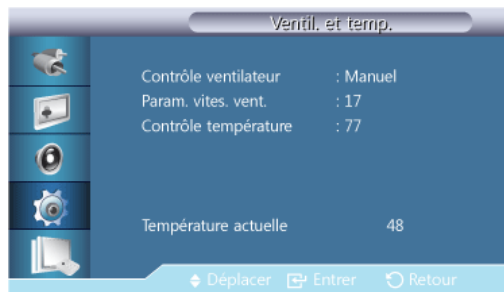 Ventil. et temp.
Contrôle ventilateur : Manuel
Param. vites. vent. : 17
Contrôle température : 77
Température actuelle 48
Déplacer Entrer Retour